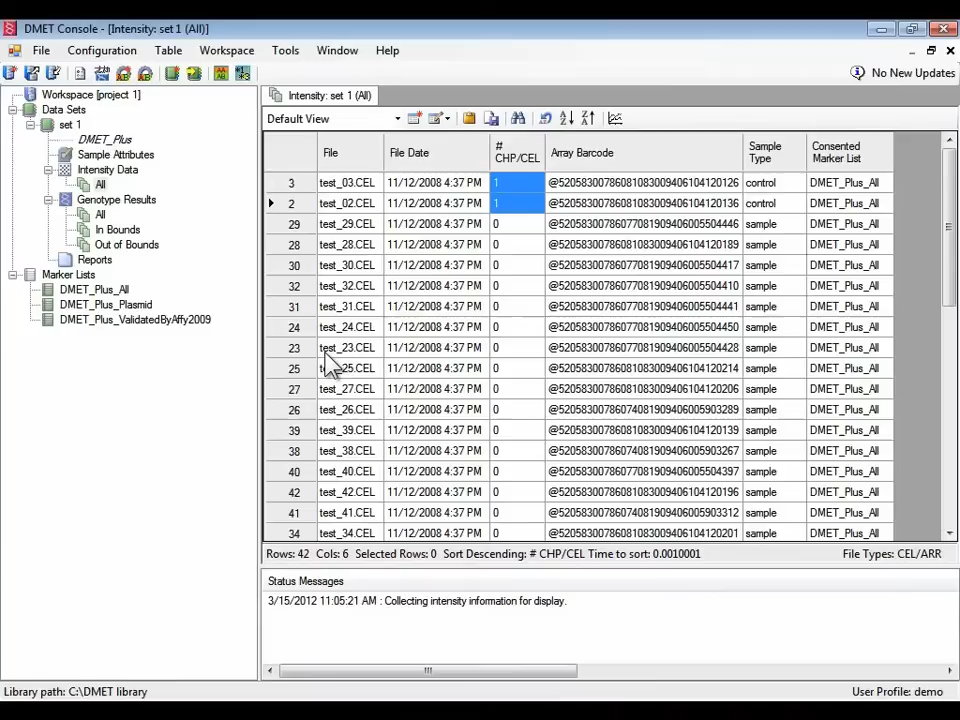 DMET Console - [Intensity: set 1 (All)]
File Configuration Table Workspace Tools Window Help
No New Updates
Workspace [project 1]
Data Sets
set 1
DMET_Plus
Sample Attributes
Intensity Data
All
Genotype Results
All
In Bounds
Out of Bounds
Reports
Marker Lists
DMET_Plus_All
DMET_Plus_Plasmid
DMET_Plus_ValidatedByAffy2009
Intensity: set 1 (All)
Default View
File File Date # CHP/CEL Array Barcode Sample Type Consented Marker List
3 test_03.CEL 11/12/2008 4:37 PM 1 @52058300786081083009406104120126 control DMET_Plus_All
2 test_02.CEL 11/12/2008 4:37 PM 1 @52058300786081083009406104120136 control DMET_Plus_All
29 test_29.CEL 11/12/2008 4:37 PM 0 @52058300786077081909406005504446 sample DMET_Plus_All
28 test_28.CEL 11/12/2008 4:37 PM 0 @52058300786081083009406104120189 sample DMET_Plus_All
30 test_30.CEL 11/12/2008 4:37 PM 0 @52058300786077081909406005504417 sample DMET_Plus_All
32 test_32.CEL 11/12/2008 4:37 PM 0 @52058300786077081909406005504410 sample DMET_Plus_All
31 test_31.CEL 11/12/2008 4:37 PM 0 @52058300786077081909406005504441 sample DMET_Plus_All
24 test_24.CEL 11/12/2008 4:37 PM 0 @52058300786077081909406005504450 sample DMET_Plus_All
23 test_23.CEL 11/12/2008 4:37 PM 0 @52058300786077081909406005504428 sample DMET_Plus_All
25 25.CEL 11/12/2008 4:37 PM 0 @52058300786081083009406104120214 sample DMET_Plus_All
27 test_27.CEL 11/12/2008 4:37 PM 0 @52058300786081083009406104120206 sample DMET_Plus_All
26 test_26.CEL 11/12/2008 4:37 PM 0 @52058300786074081909406005903289 sample DMET_Plus_All
39 test_39.CEL 11/12/2008 4:37 PM 0 @52058300786081083009406104120139 sample DMET_Plus_All
38 test_38.CEL 11/12/2008 4:37 PM 0 @52058300786074081909406005903267 sample DMET_Plus_All
40 test_40.CEL 11/12/2008 4:37 PM 0 @52058300786077081909406005504397 sample DMET_Plus_All
42 test_42.CEL 11/12/2008 4:37 PM 0 @52058300786081083009406104120196 sample DMET_Plus_All
41 test_41.CEL 11/12/2008 4:37 PM 0 @52058300786074081909406005903312 sample DMET_Plus_All
34 test_34.CEL 11/12/2008 4:37 PM 0 @52058300786081083009406104120201 sample DMET_Plus_All
Rows: 42 Cols: 6 Selected Rows: 0 Sort Descending: # CHP/CEL Time to sort: 0.0010001 File Types: CEL/ARR
Status Messages
3/15/2012 11:05:21 AM : Collecting intensity information for display.
Library path: C:\DMET library User Profile: demo